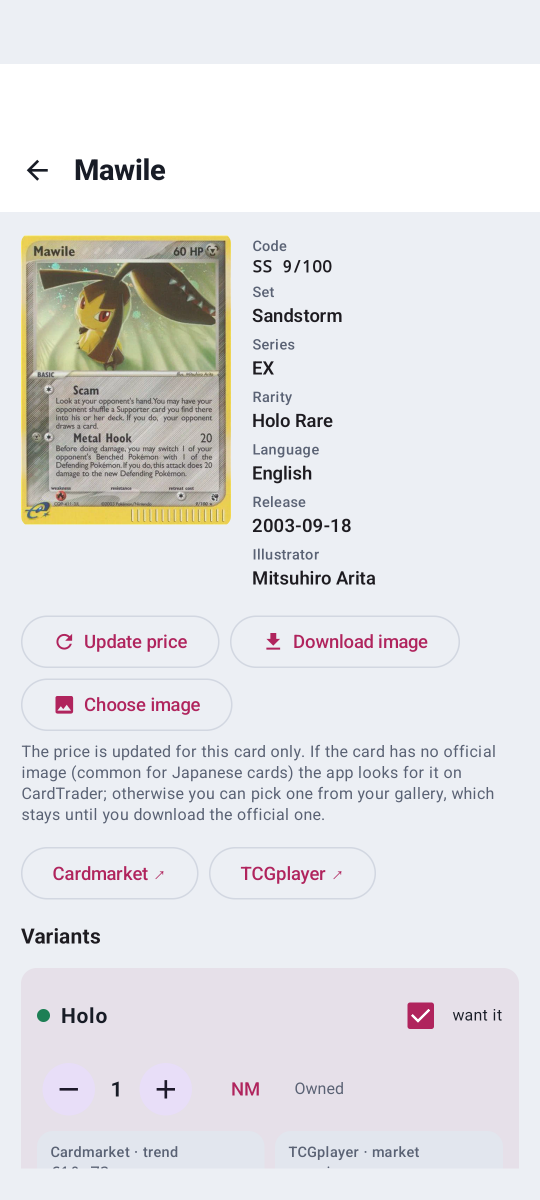 Mawile
Mawile 60 HP
BASIC
Scam
Look at your opponent's hand. You may have your
opponent shuffle a Supporter card you find there
into his or her deck. If you do, your opponent
draws a card.
Metal Hook 20
Before doing damage, you may switch 1 of your
opponent's Benched Pokémon with 1 of the
Defending Pokémon. If you do, this attack does 20
damage to the new Defending Pokémon.
weakness resistance retreat cost
9/100
Code
SS 9/100
Set
Sandstorm
Series
EX
Rarity
Holo Rare
Language
English
Release
2003-09-18
Illustrator
Mitsuhiro Arita
Update price
Download image
Choose image
The price is updated for this card only. If the card has no official
image (common for Japanese cards) the app looks for it on
CardTrader; otherwise you can pick one from your gallery, which
stays until you download the official one.
Cardmarket ↗
TCGplayer ↗
Variants
Holo
want it
1
NM
Owned
Cardmarket · trend
TCGplayer · market